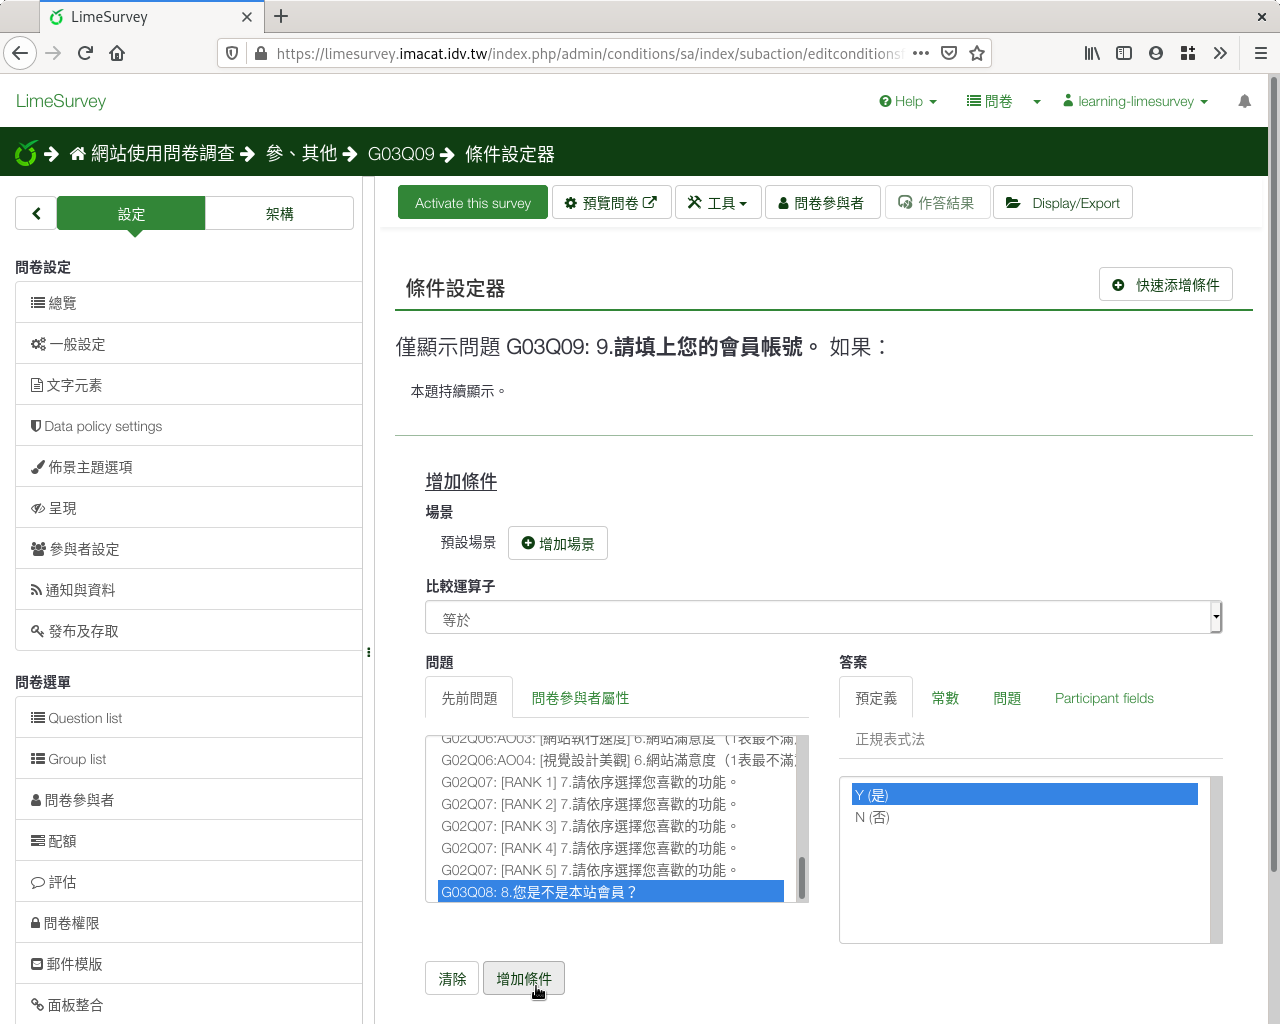 LimeSurvey
https://limesurvey.imacat.idv.tw/index.php/admin/conditions/sa/index/subaction/editconditions
LimeSurvey
Help
問卷
learning-limesurvey
網站使用問卷調查
參、其他
G03Q09
條件設定器
設定
架構
Activate this survey
預覽問卷
工具
問卷參與者
作答結果
Display/Export
問卷設定
總覽
一般設定
文字元素
Data policy settings
佈景主題選項
呈現
參與者設定
通知與資料
發布及存取
問卷選單
Question list
Group list
問卷參與者
配額
評估
問卷權限
郵件模版
面板整合
條件設定器
快速添增條件
僅顯示問題 G03Q09: 9.請填上您的會員帳號。 如果：
本題持續顯示。
增加條件
場景
預設場景
增加場景
比較運算子
等於
問題
先前問題
問卷參與者屬性
G02Q06:AO03: [網站執行速度] 6.網站滿意度（1表最不滿
G02Q06:AO04: [視覺設計美觀] 6.網站滿意度（1表最不滿
G02Q07: [RANK 1] 7.請依序選擇您喜歡的功能。
G02Q07: [RANK 2] 7.請依序選擇您喜歡的功能。
G02Q07: [RANK 3] 7.請依序選擇您喜歡的功能。
G02Q07: [RANK 4] 7.請依序選擇您喜歡的功能。
G02Q07: [RANK 5] 7.請依序選擇您喜歡的功能。
G03Q08: 8.您是不是本站會員？
答案
預定義
常數
問題
Participant fields
正規表式法
Y (是)
N (否)
清除
增加條件